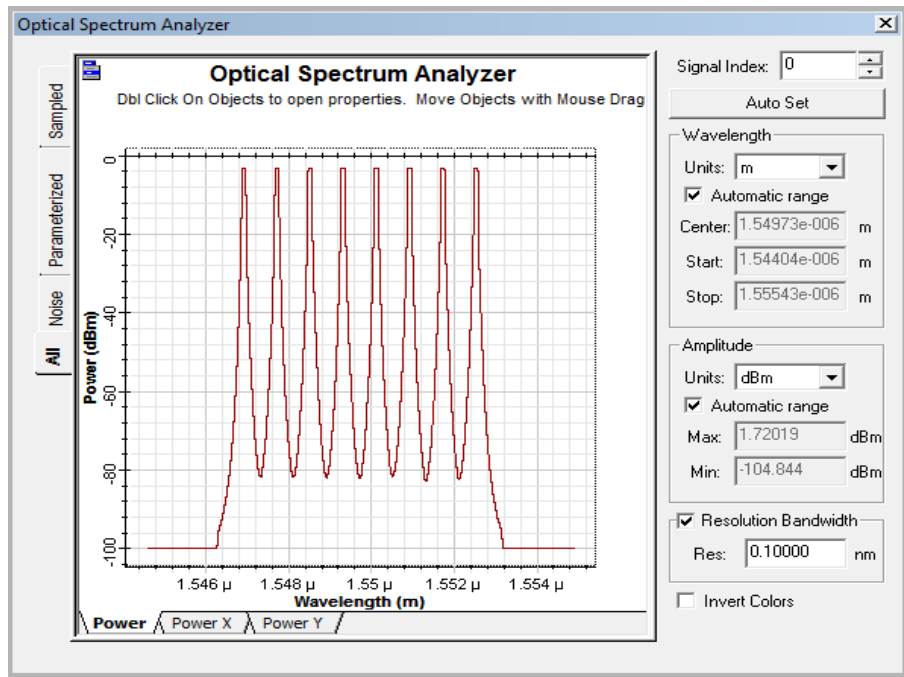 Optical Spectrum Analyzer
Sampled
Parameterized
Noise
All
Optical Spectrum Analyzer
Dbl Click On Objects to open properties. Move Objects with Mouse Drag
Power (dBm)
0
-20
-40
-60
-80
-100
1.546 µ 1.548 µ 1.55 µ 1.552 µ 1.554 µ
Wavelength (m)
Power Power X Power Y
Signal Index: 0
Auto Set
Wavelength
Units: m
Automatic range
Center: 1.54973e-006 m
Start: 1.54404e-006 m
Stop: 1.55543e-006 m
Amplitude
Units: dBm
Automatic range
Max: 1.72019 dBm
Min: -104.844 dBm
Resolution Bandwidth
Res: 0.10000 nm
Invert Colors